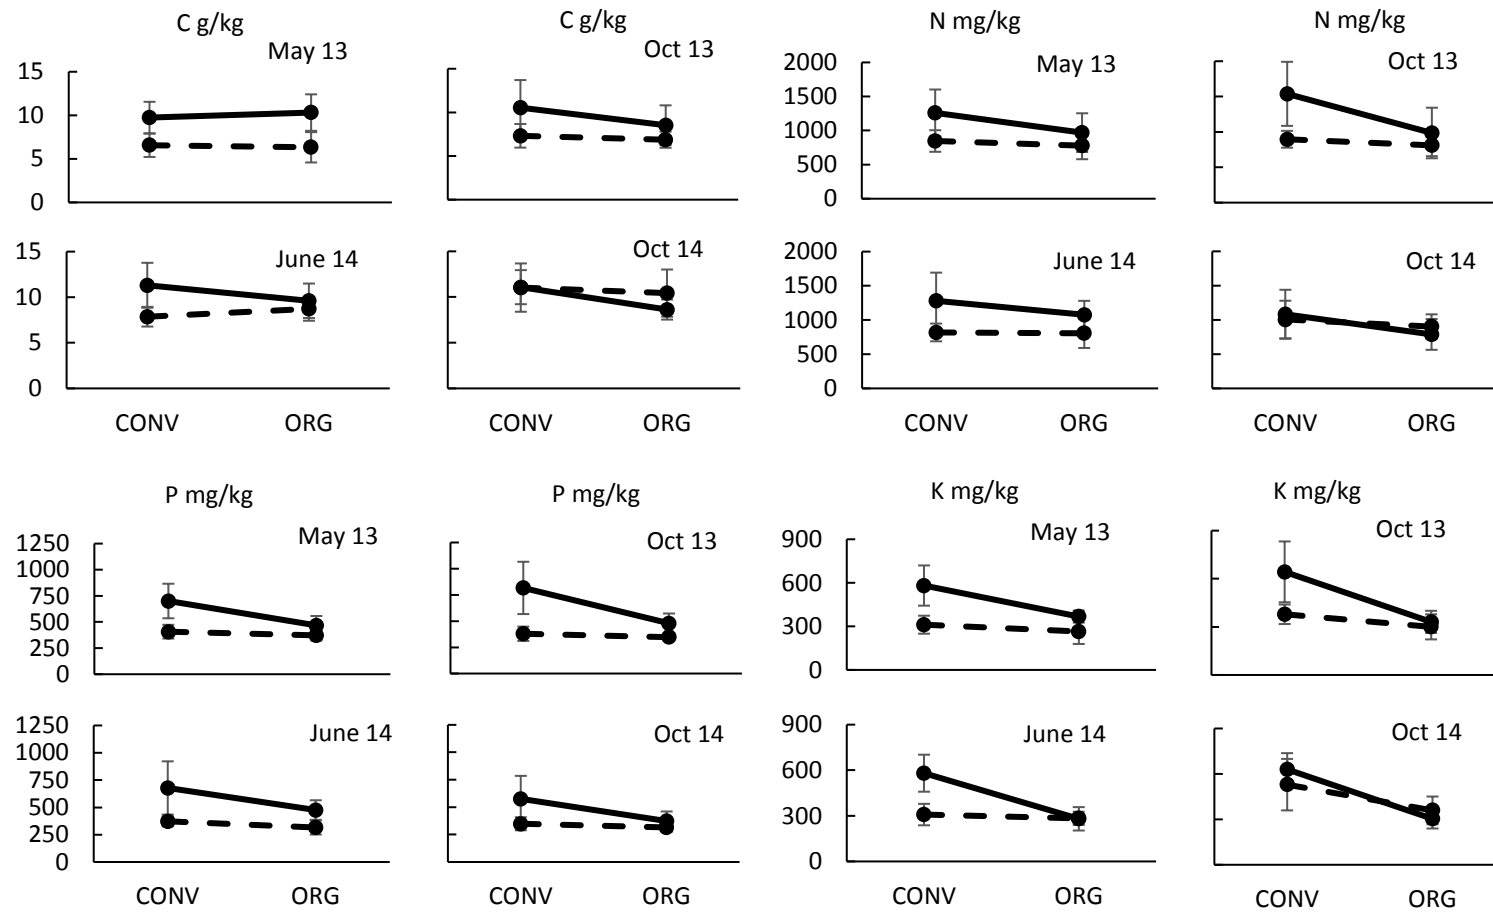 C g/kg
May 13
15
10
5
0
C g/kg
Oct 13
N mg/kg
May 13
2000
1500
1000
500
0
N mg/kg
Oct 13
June 14
15
10
5
0
CONV ORG
Oct 14
CONV ORG
June 14
2000
1500
1000
500
0
CONV ORG
Oct 14
CONV ORG
P mg/kg
May 13
1250
1000
750
500
250
0
P mg/kg
Oct 13
K mg/kg
May 13
900
600
300
0
K mg/kg
Oct 13
June 14
1250
1000
750
500
250
0
CONV ORG
Oct 14
CONV ORG
June 14
900
600
300
0
CONV ORG
Oct 14
CONV ORG